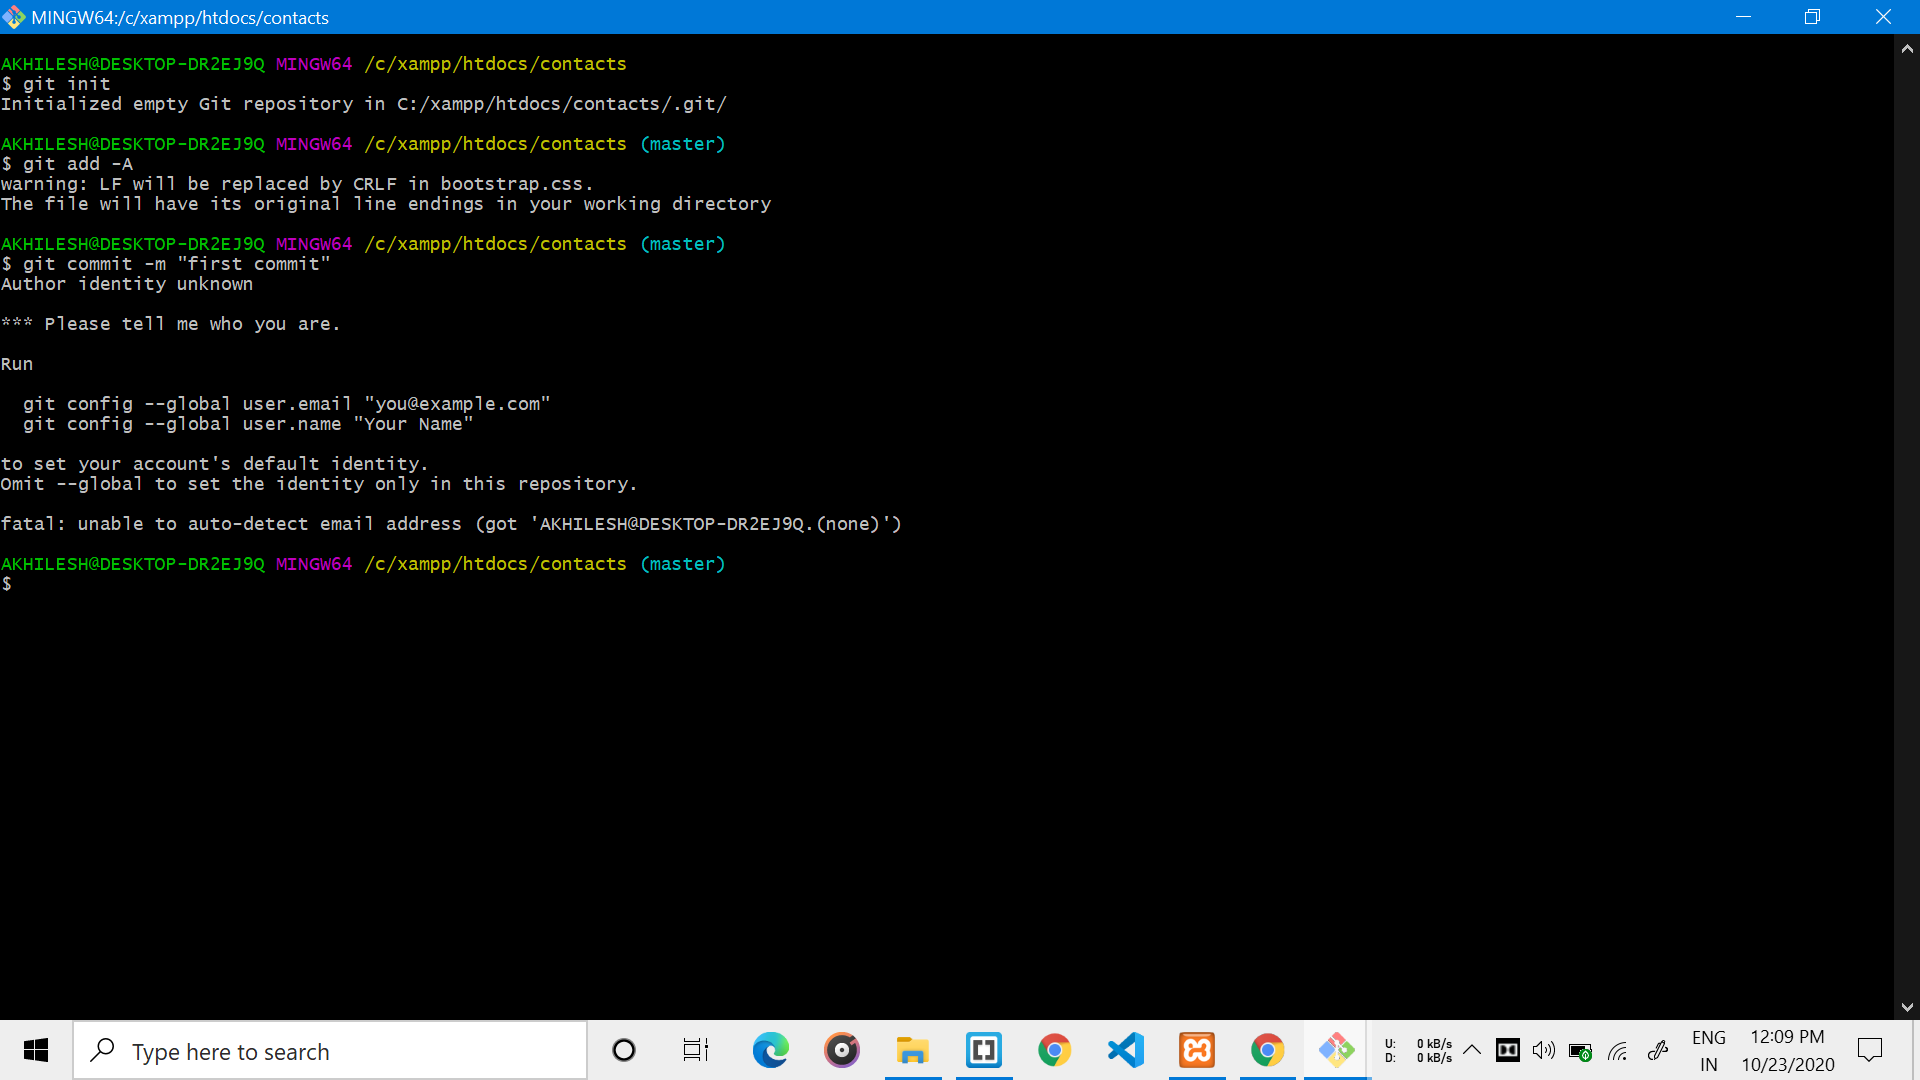 MINGW64:/c/xampp/htdocs/contacts
AKHILESH@DESKTOP-DR2EJ9Q MINGW64 /c/xampp/htdocs/contacts
$ git init
Initialized empty Git repository in C:/xampp/htdocs/contacts/.git/
AKHILESH@DESKTOP-DR2EJ9Q MINGW64 /c/xampp/htdocs/contacts (master)
$ git add -A
warning: LF will be replaced by CRLF in bootstrap.css.
The file will have its original line endings in your working directory
AKHILESH@DESKTOP-DR2EJ9Q MINGW64 /c/xampp/htdocs/contacts (master)
$ git commit -m "first commit"
Author identity unknown
*** Please tell me who you are.
Run
git config --global user.email "you@example.com"
git config --global user.name "Your Name"
to set your account's default identity.
Omit --global to set the identity only in this repository.
fatal: unable to auto-detect email address (got 'AKHILESH@DESKTOP-DR2EJ9Q.(none)')
AKHILESH@DESKTOP-DR2EJ9Q MINGW64 /c/xampp/htdocs/contacts (master)
$
Type here to search
U: 0 kB/s
D: 0 kB/s
ENG
IN
12:09 PM
10/23/2020